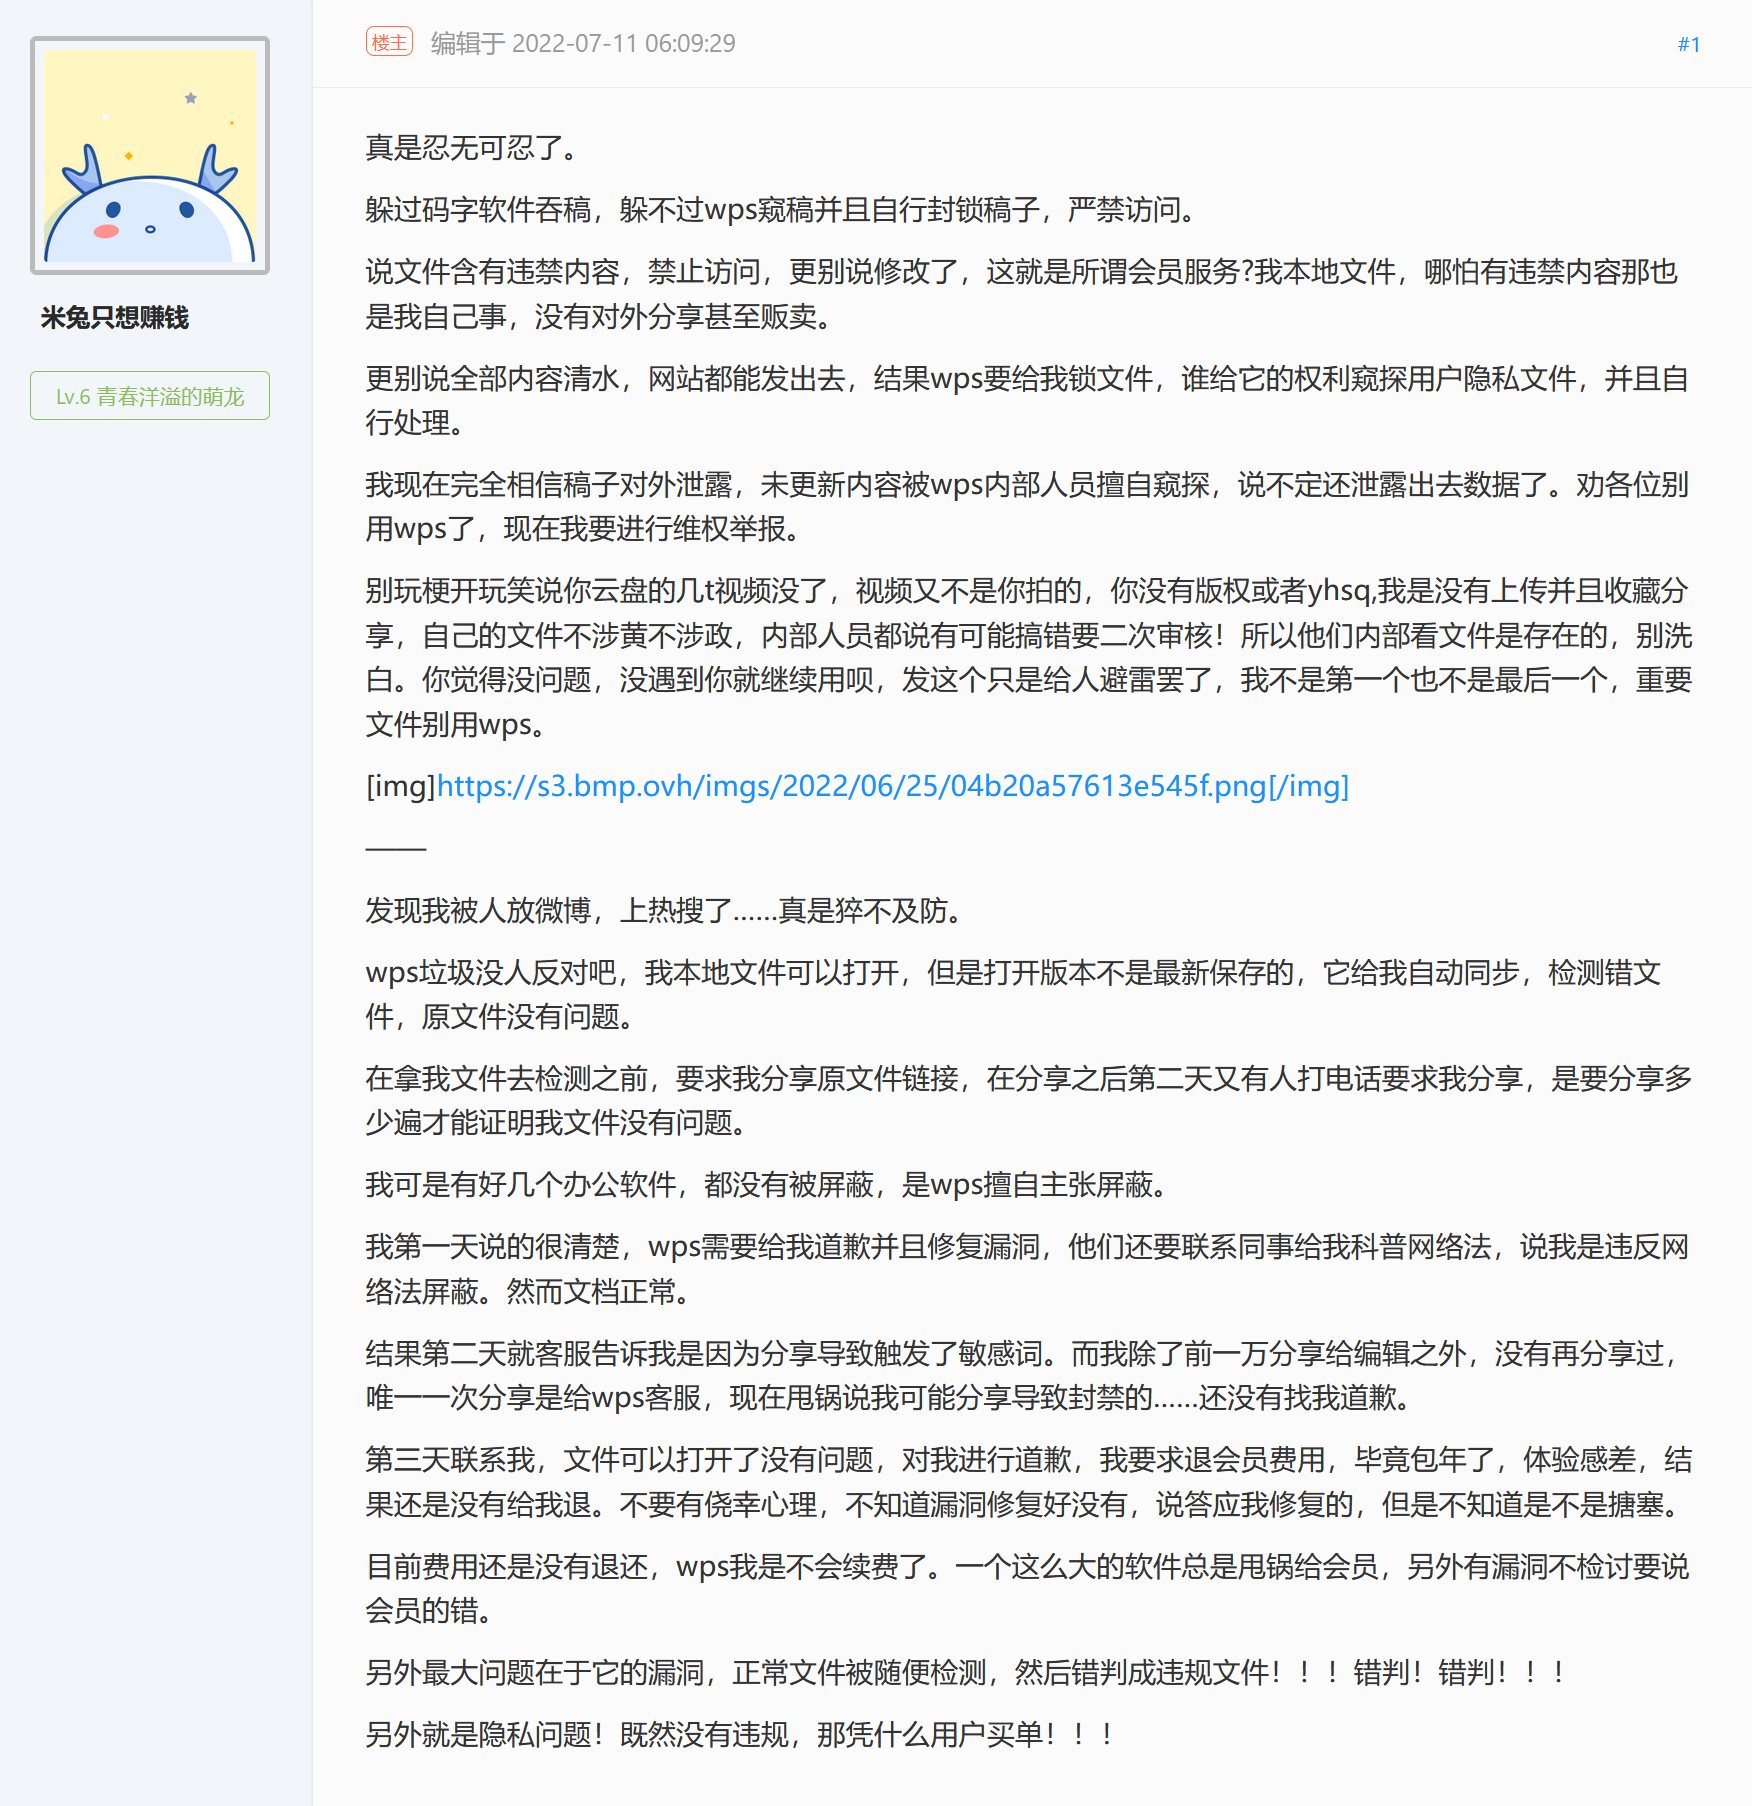 楼主 编辑于 2022-07-11 06:09:29
#1
米兔只想赚钱
Lv.6 青春洋溢的萌龙
真是忍无可忍了。
躲过码字软件吞稿，躲不过wps窥稿并且自行封锁稿子，严禁访问。
说文件含有违禁内容，禁止访问，更别说修改了，这就是所谓会员服务?我本地文件，哪怕有违禁内容那也
是我自己事，没有对外分享甚至贩卖。
更别说全部内容清水，网站都能发出去，结果wps要给我锁文件，谁给它的权利窥探用户隐私文件，并且自
行处理。
我现在完全相信稿子对外泄露，未更新内容被wps内部人员擅自窥探，说不定还泄露出去数据了。劝各位别
用wps了，现在我要进行维权举报。
别玩梗开玩笑说你云盘的几t视频没了，视频又不是你拍的，你没有版权或者yhsq,我是没有上传并且收藏分
享，自己的文件不涉黄不涉政，内部人员都说有可能搞错要二次审核！所以他们内部看文件是存在的，别洗
白。你觉得没问题，没遇到你就继续用呗，发这个只是给人避雷罢了，我不是第一个也不是最后一个，重要
文件别用wps。
[img]https://s3.bmp.ovh/imgs/2022/06/25/04b20a57613e545f.png[/img]
——
发现我被人放微博，上热搜了……真是猝不及防。
wps垃圾没人反对吧，我本地文件可以打开，但是打开版本不是最新保存的，它给我自动同步，检测错文
件，原文件没有问题。
在拿我文件去检测之前，要求我分享原文件链接，在分享之后第二天又有人打电话要求我分享，是要分享多
少遍才能证明我文件没有问题。
我可是有好几个办公软件，都没有被屏蔽，是wps擅自主张屏蔽。
我第一天说的很清楚，wps需要给我道歉并且修复漏洞，他们还要联系同事给我科普网络法，说我是违反网
络法屏蔽。然而文档正常。
结果第二天就客服告诉我是因为分享导致触发了敏感词。而我除了前一万分享给编辑之外，没有再分享过，
唯一一次分享是给wps客服，现在甩锅说我可能分享导致封禁的……还没有找我道歉。
第三天联系我，文件可以打开了没有问题，对我进行道歉，我要求退会员费用，毕竟包年了，体验感差，结
果还是没有给我退。不要有侥幸心理，不知道漏洞修复好没有，说答应我修复的，但是不知道是不是搪塞。
目前费用还是没有退还，wps我是不会续费了。一个这么大的软件总是甩锅给会员，另外有漏洞不检讨要说
会员的错。
另外最大问题在于它的漏洞，正常文件被随便检测，然后错判成违规文件！！！错判！错判！！！
另外就是隐私问题！既然没有违规，那凭什么用户买单！！！